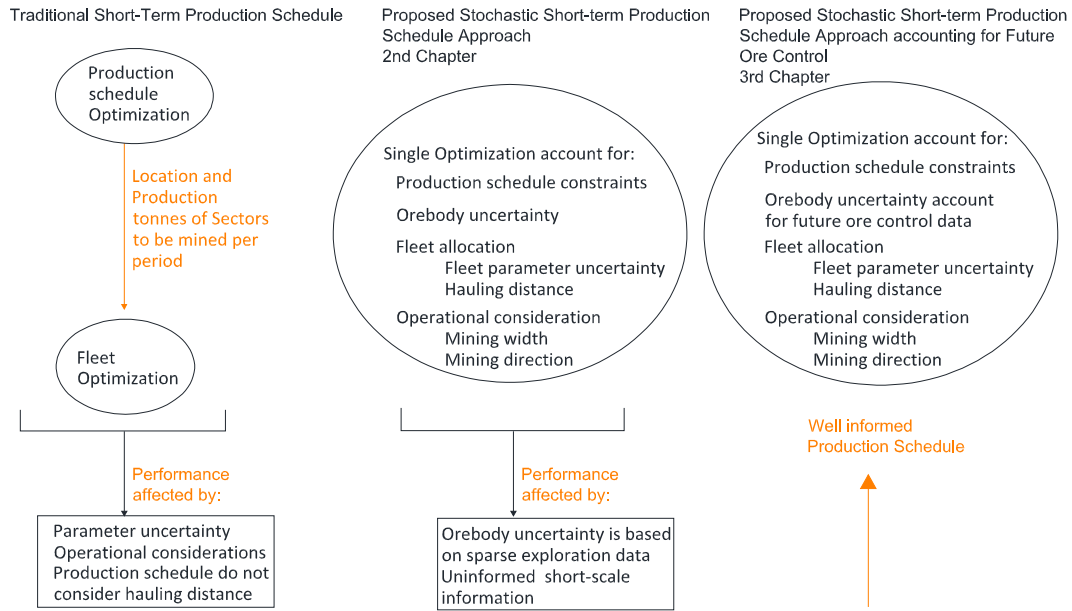 Traditional Short-Term Production Schedule
Production
schedule
Optimization
Location and
Production
tonnes of Sectors
to be mined per
period
Fleet
Optimization
Performance
affected by:
Parameter uncertainty
Operational considerations
Production schedule do not
consider hauling distance
Proposed Stochastic Short-term Production
Schedule Approach
2nd Chapter
Single Optimization account for:
Production schedule constraints
Orebody uncertainty
Fleet allocation
Fleet parameter uncertainty
Hauling distance
Operational consideration
Mining width
Mining direction
Performance
affected by:
Orebody uncertainty is based
on sparse exploration data
Uninformed short-scale
information
Proposed Stochastic Short-term Production
Schedule Approach accounting for Future
Ore Control
3rd Chapter
Single Optimization account for:
Production schedule constraints
Orebody uncertainty account
for future ore control data
Fleet allocation
Fleet parameter uncertainty
Hauling distance
Operational consideration
Mining width
Mining direction
Well informed
Production Schedule